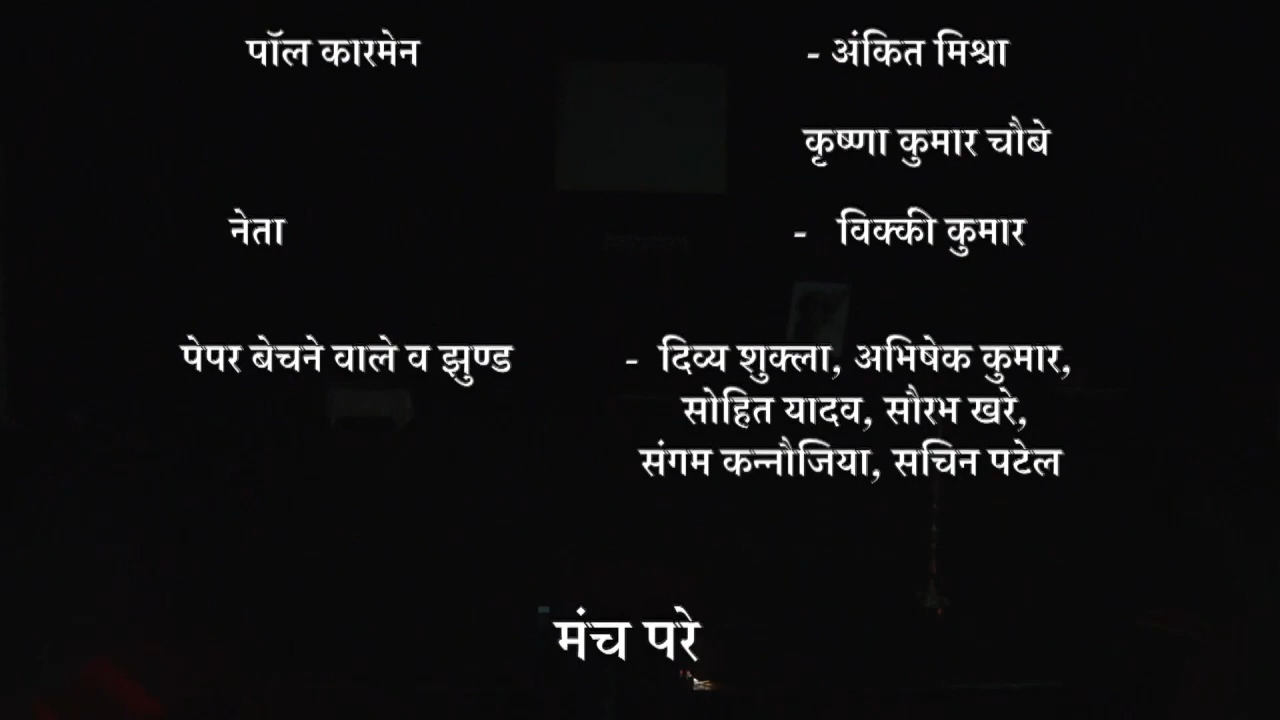 पॉल कारमेन - अंकित मिश्रा
कृष्णा कुमार चौबे
नेता - विक्की कुमार
पेपर बेचने वाले व झुण्ड - दिव्य शुक्ला, अभिषेक कुमार,
सोहित यादव, सौरभ खरे,
संगम कन्नौजिया, सचिन पटेल
मंच परे